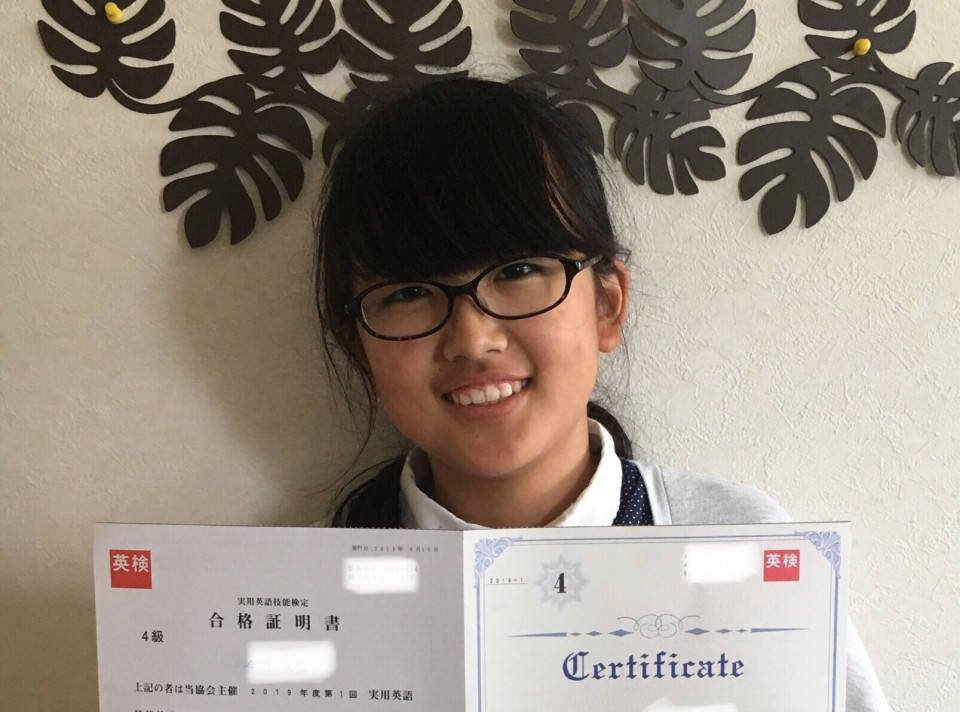 英検
実用英語技能検定
合格証明書
4級
上記の者は当協会主催 2019年度第1回 実用英語
2019-1
4
英検
Certificate